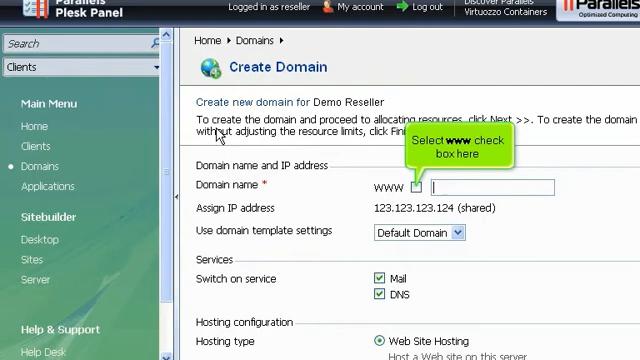 Parallels
Plesk Panel
Logged in as reseller
My account
Log out
Discover Parallels
Virtuozzo Containers
Parallels
Optimized Computing
Search
Clients
Main Menu
Home
Clients
Domains
Applications
Sitebuilder
Desktop
Sites
Server
Help & Support
Help Desk
Home > Domains >
Create Domain
Create new domain for Demo Reseller
To create the domain and proceed to allocating resources, click Next >>. To create the domain
without adjusting the resource limits, click Fin
Select www check
box here
Domain name and IP address
Domain name * WWW
Assign IP address 123.123.123.124 (shared)
Use domain template settings Default Domain
Services
Switch on service Mail
DNS
Hosting configuration
Hosting type Web Site Hosting
Host a Web site on this server